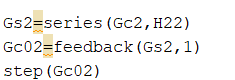 Gs2=series(Gc2,H22)
Gc02=feedback(Gs2,1)
step(Gc02)